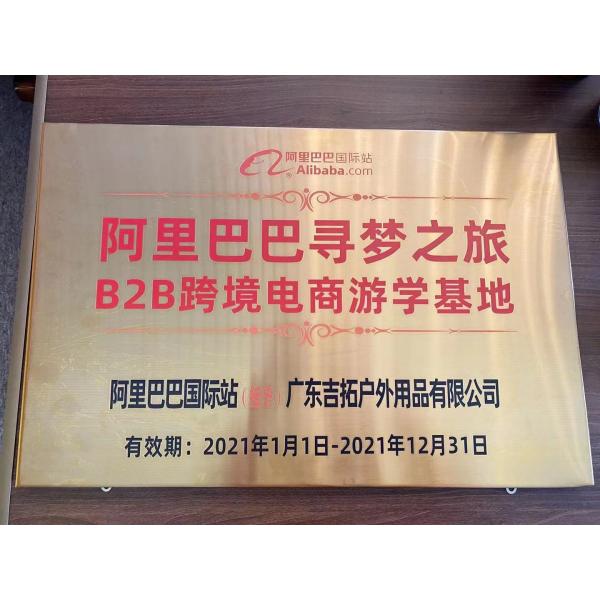 阿里巴巴国际站
Alibaba.com
阿里巴巴寻梦之旅
B2B跨境电商游学基地
阿里巴巴国际站(授予)广东吉拓户外用品有限公司
有效期：2021年1月1日-2021年12月31日